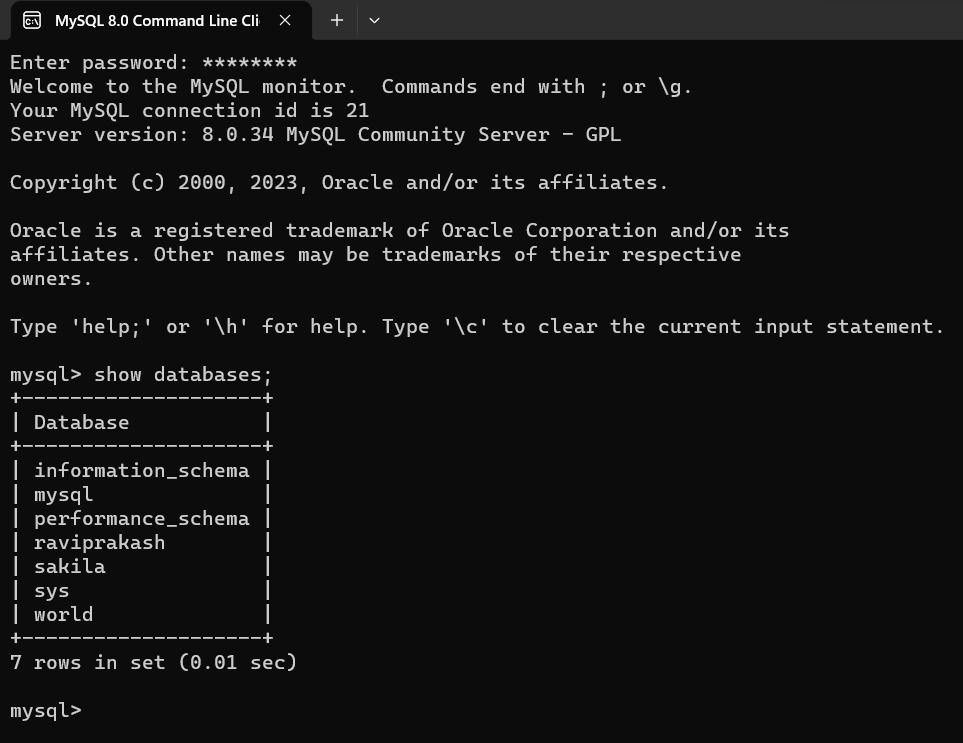 MySQL 8.0 Command Line Cli
Enter password: ********
Welcome to the MySQL monitor.  Commands end with ; or \g.
Your MySQL connection id is 21
Server version: 8.0.34 MySQL Community Server - GPL

Copyright (c) 2000, 2023, Oracle and/or its affiliates.

Oracle is a registered trademark of Oracle Corporation and/or its
affiliates. Other names may be trademarks of their respective
owners.

Type 'help;' or '\h' for help. Type '\c' to clear the current input statement.

mysql> show databases;
+--------------------+
| Database           |
+--------------------+
| information_schema |
| mysql              |
| performance_schema |
| raviprakash        |
| sakila             |
| sys                |
| world              |
+--------------------+
7 rows in set (0.01 sec)

mysql>